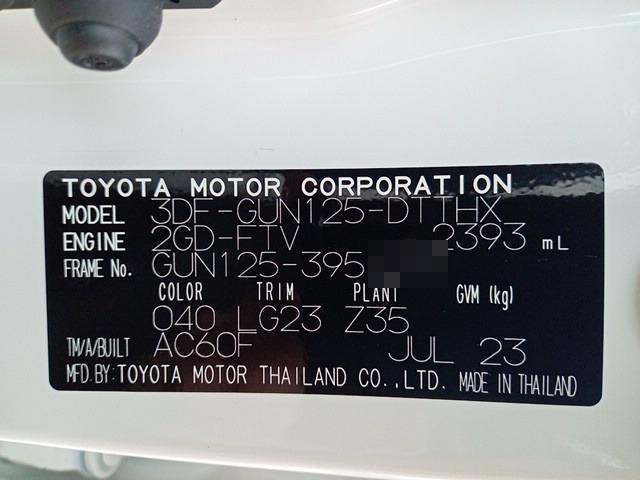 TOYOTA MOTOR CORPORATION
MODEL 3DF-GUN125-DTTHX
ENGINE 2GD-FTV 2393 mL
FRAME No. GUN125-395
COLOR TRIM PLANT GVM (kg)
040 LG23 Z35
TM/A/BUILT AC60F JUL 23
MFD.BY:TOYOTA MOTOR THAILAND CO.,LTD. MADE IN THAILAND